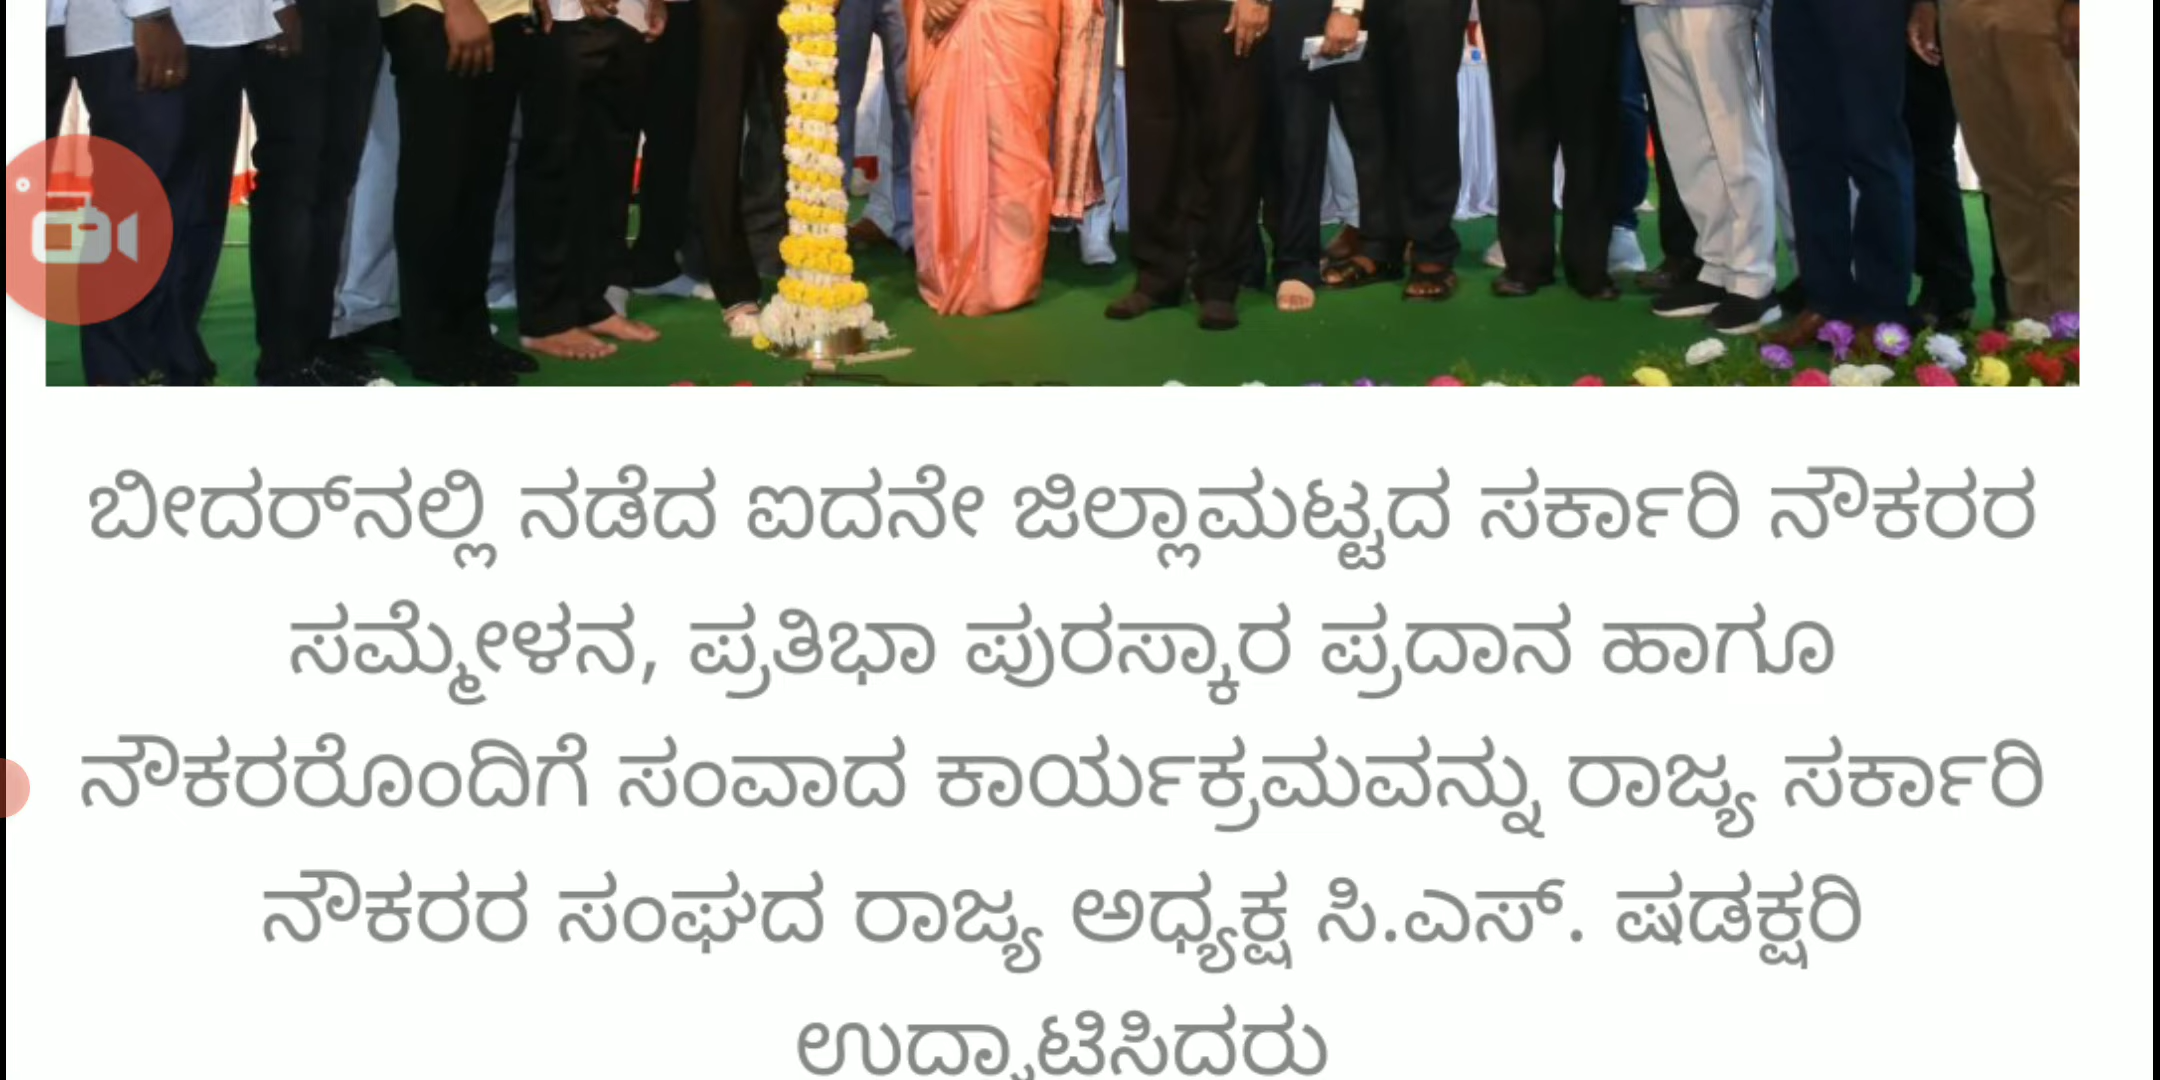 ಬೀದರ್‌ನಲ್ಲಿ ನಡೆದ ಐದನೇ ಜಿಲ್ಲಾಮಟ್ಟದ ಸರ್ಕಾರಿ ನೌಕರರ
ಸಮ್ಮೇಳನ, ಪ್ರತಿಭಾ ಪುರಸ್ಕಾರ ಪ್ರದಾನ ಹಾಗೂ
ನೌಕರರೊಂದಿಗೆ ಸಂವಾದ ಕಾರ್ಯಕ್ರಮವನ್ನು ರಾಜ್ಯ ಸರ್ಕಾರಿ
ನೌಕರರ ಸಂಘದ ರಾಜ್ಯ ಅಧ್ಯಕ್ಷ ಸಿ.ಎಸ್. ಷಡಕ್ಷರಿ
ಉದ್ಘಾಟಿಸಿದರು